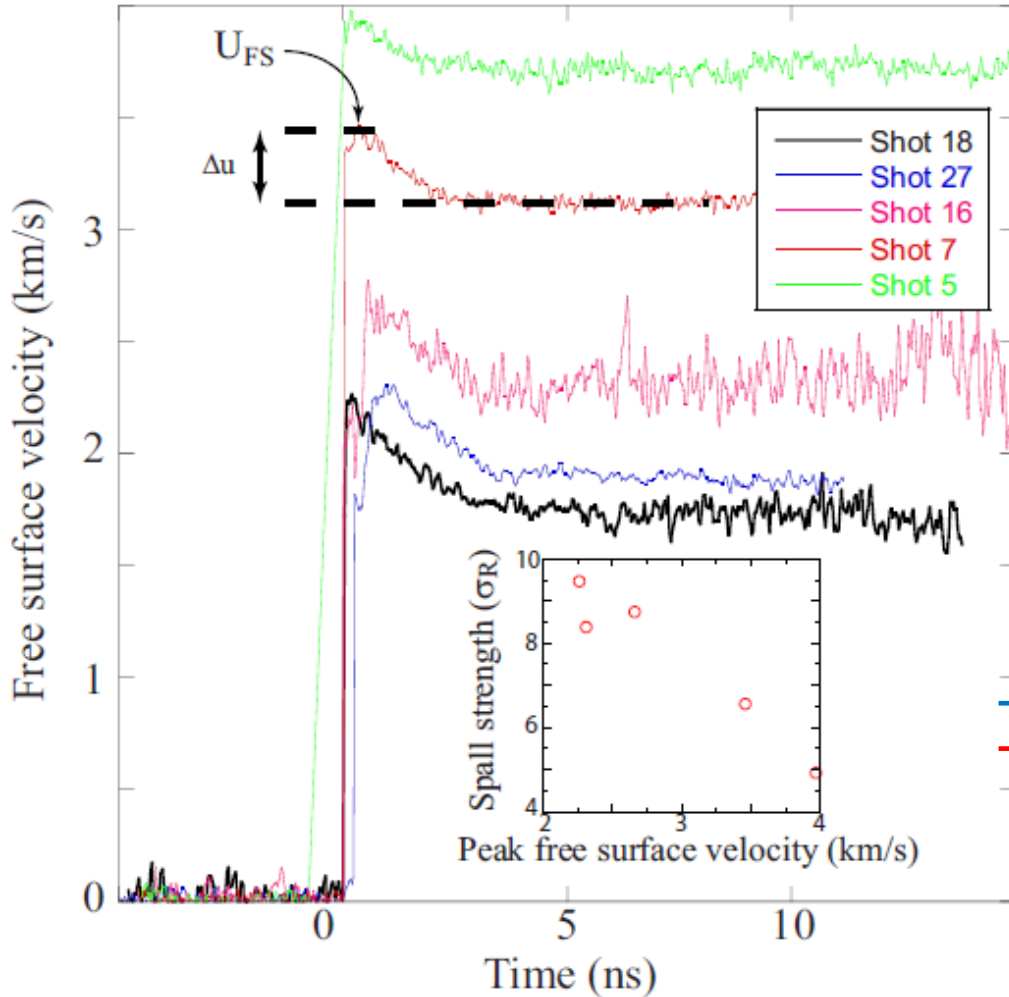 U_FS
Δu
Shot 18
Shot 27
Shot 16
Shot 7
Shot 5
Free surface velocity (km/s)
3
2
1
0
0 5 10
Time (ns)
Spall strength (σR)
10
8
6
4
2 3 4
Peak free surface velocity (km/s)